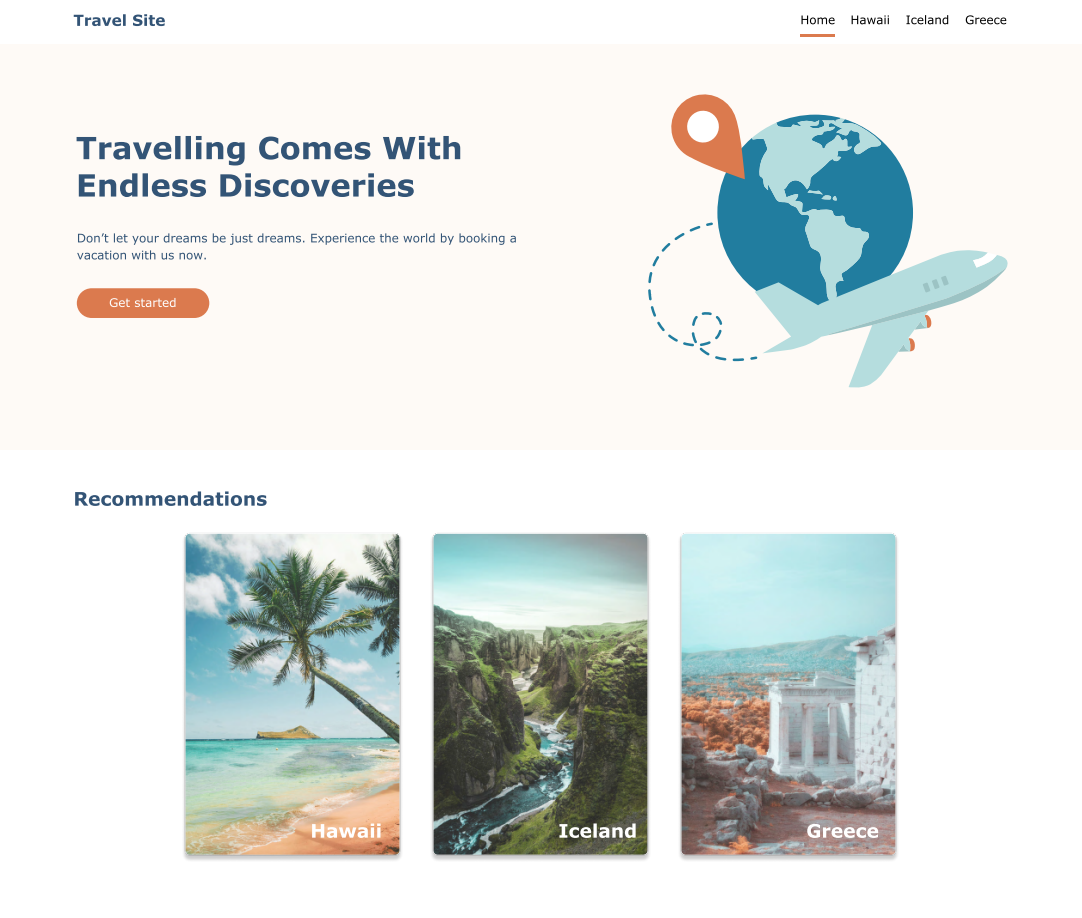 Travel Site
Home Hawaii Iceland Greece
Travelling Comes With
Endless Discoveries
Don’t let your dreams be just dreams. Experience the world by booking a
vacation with us now.
Get started
Recommendations
Hawaii
Iceland
Greece